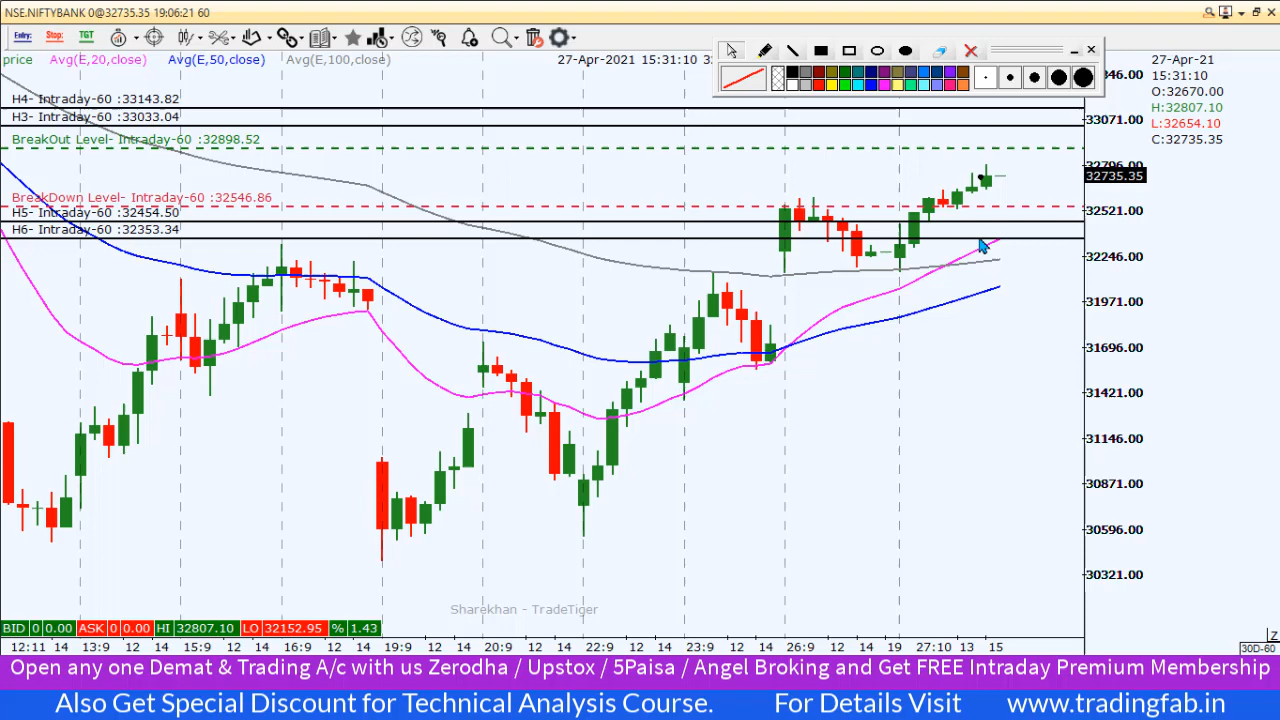 NSE.NIFTYBANK 0@32735.35 19:06:21 60
Entry: Stop: TGT
price Avg(E,20,close) Avg(E,50,close) Avg(E,100,close)
27-Apr-2021 15:31:10
27-Apr-21
15:31:10
O:32670.00
H:32807.10
L:32654.10
C:32735.35
H4- Intraday-60 :33143.82
H3- Intraday-60 :33033.04
BreakOut Level- Intraday-60 :32898.52
BreakDown Level- Intraday-60 :32546.86
H5- Intraday-60 :32454.50
H6- Intraday-60 :32353.34
33071.00
32735.35
32521.00
32246.00
31971.00
31696.00
31421.00
31146.00
30871.00
30596.00
30321.00
Sharekhan - TradeTiger
BID 0 0.00 ASK 0 0.00 HI 32807.10 LO 32152.95 % 1.43
12:11 14 13:9 12 14 15:9 12 14 16:9 12 14 19:9 12 14 20:9 12 14 22:9 12 14 23:9 12 14 26:9 12 14 19 27:10 13 15
Z
30D-60
Open any one Demat & Trading A/c with us Zerodha / Upstox / 5Paisa / Angel Broking and Get FREE Intraday Premium Membership
Also Get Special Discount for Technical Analysis Course. For Details Visit www.tradingfab.in